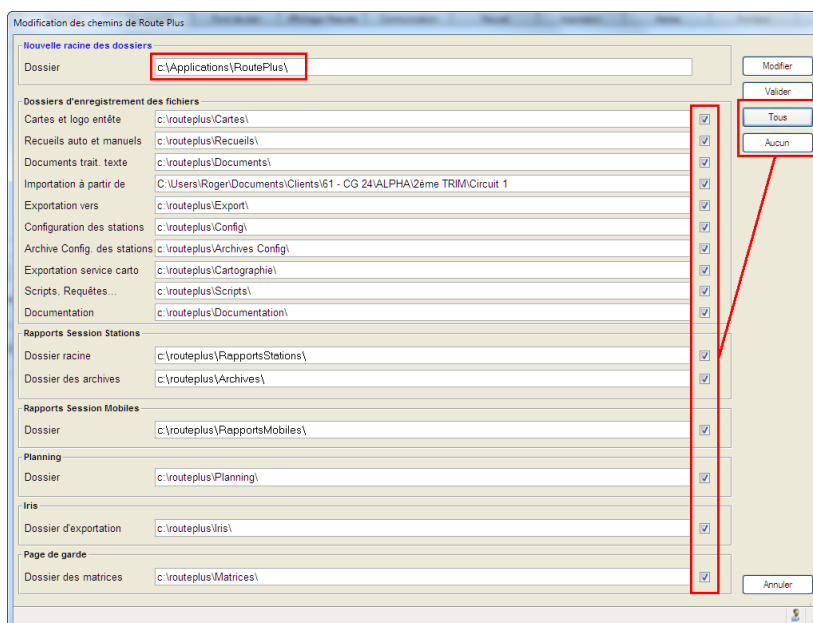 Modification des chemins de Route Plus
Nouvelle racine des dossiers
Dossier c:\Applications\RoutePlus\
Modifier
Valider
Tous
Aucun
Dossiers d'enregistrement des fichiers
Cartes et logo entête c:\routeplus\Cartes\
Recueils auto et manuels c:\routeplus\Recueils\
Documents trait. texte c:\routeplus\Documents\
Importation à partir de C:\Users\Roger\Documents\Clients\61 - CG 24\ALPHA\2ème TRIM\Circuit 1
Exportation vers c:\routeplus\Export\
Configuration des stations c:\routeplus\Config\
Archive Config. des stations c:\routeplus\Archives Config\
Exportation service carto c:\routeplus\Cartographie\
Scripts, Requêtes... c:\routeplus\Scripts\
Documentation c:\routeplus\Documentation\
Rapports Session Stations
Dossier racine c:\routeplus\RapportsStations\
Dossier des archives c:\routeplus\Archives\
Rapports Session Mobiles
Dossier c:\routeplus\RapportsMobiles\
Planning
Dossier c:\routeplus\Planning\
Iris
Dossier d'exportation c:\routeplus\Iris\
Page de garde
Dossier des matrices c:\routeplus\Matrices\
Annuler